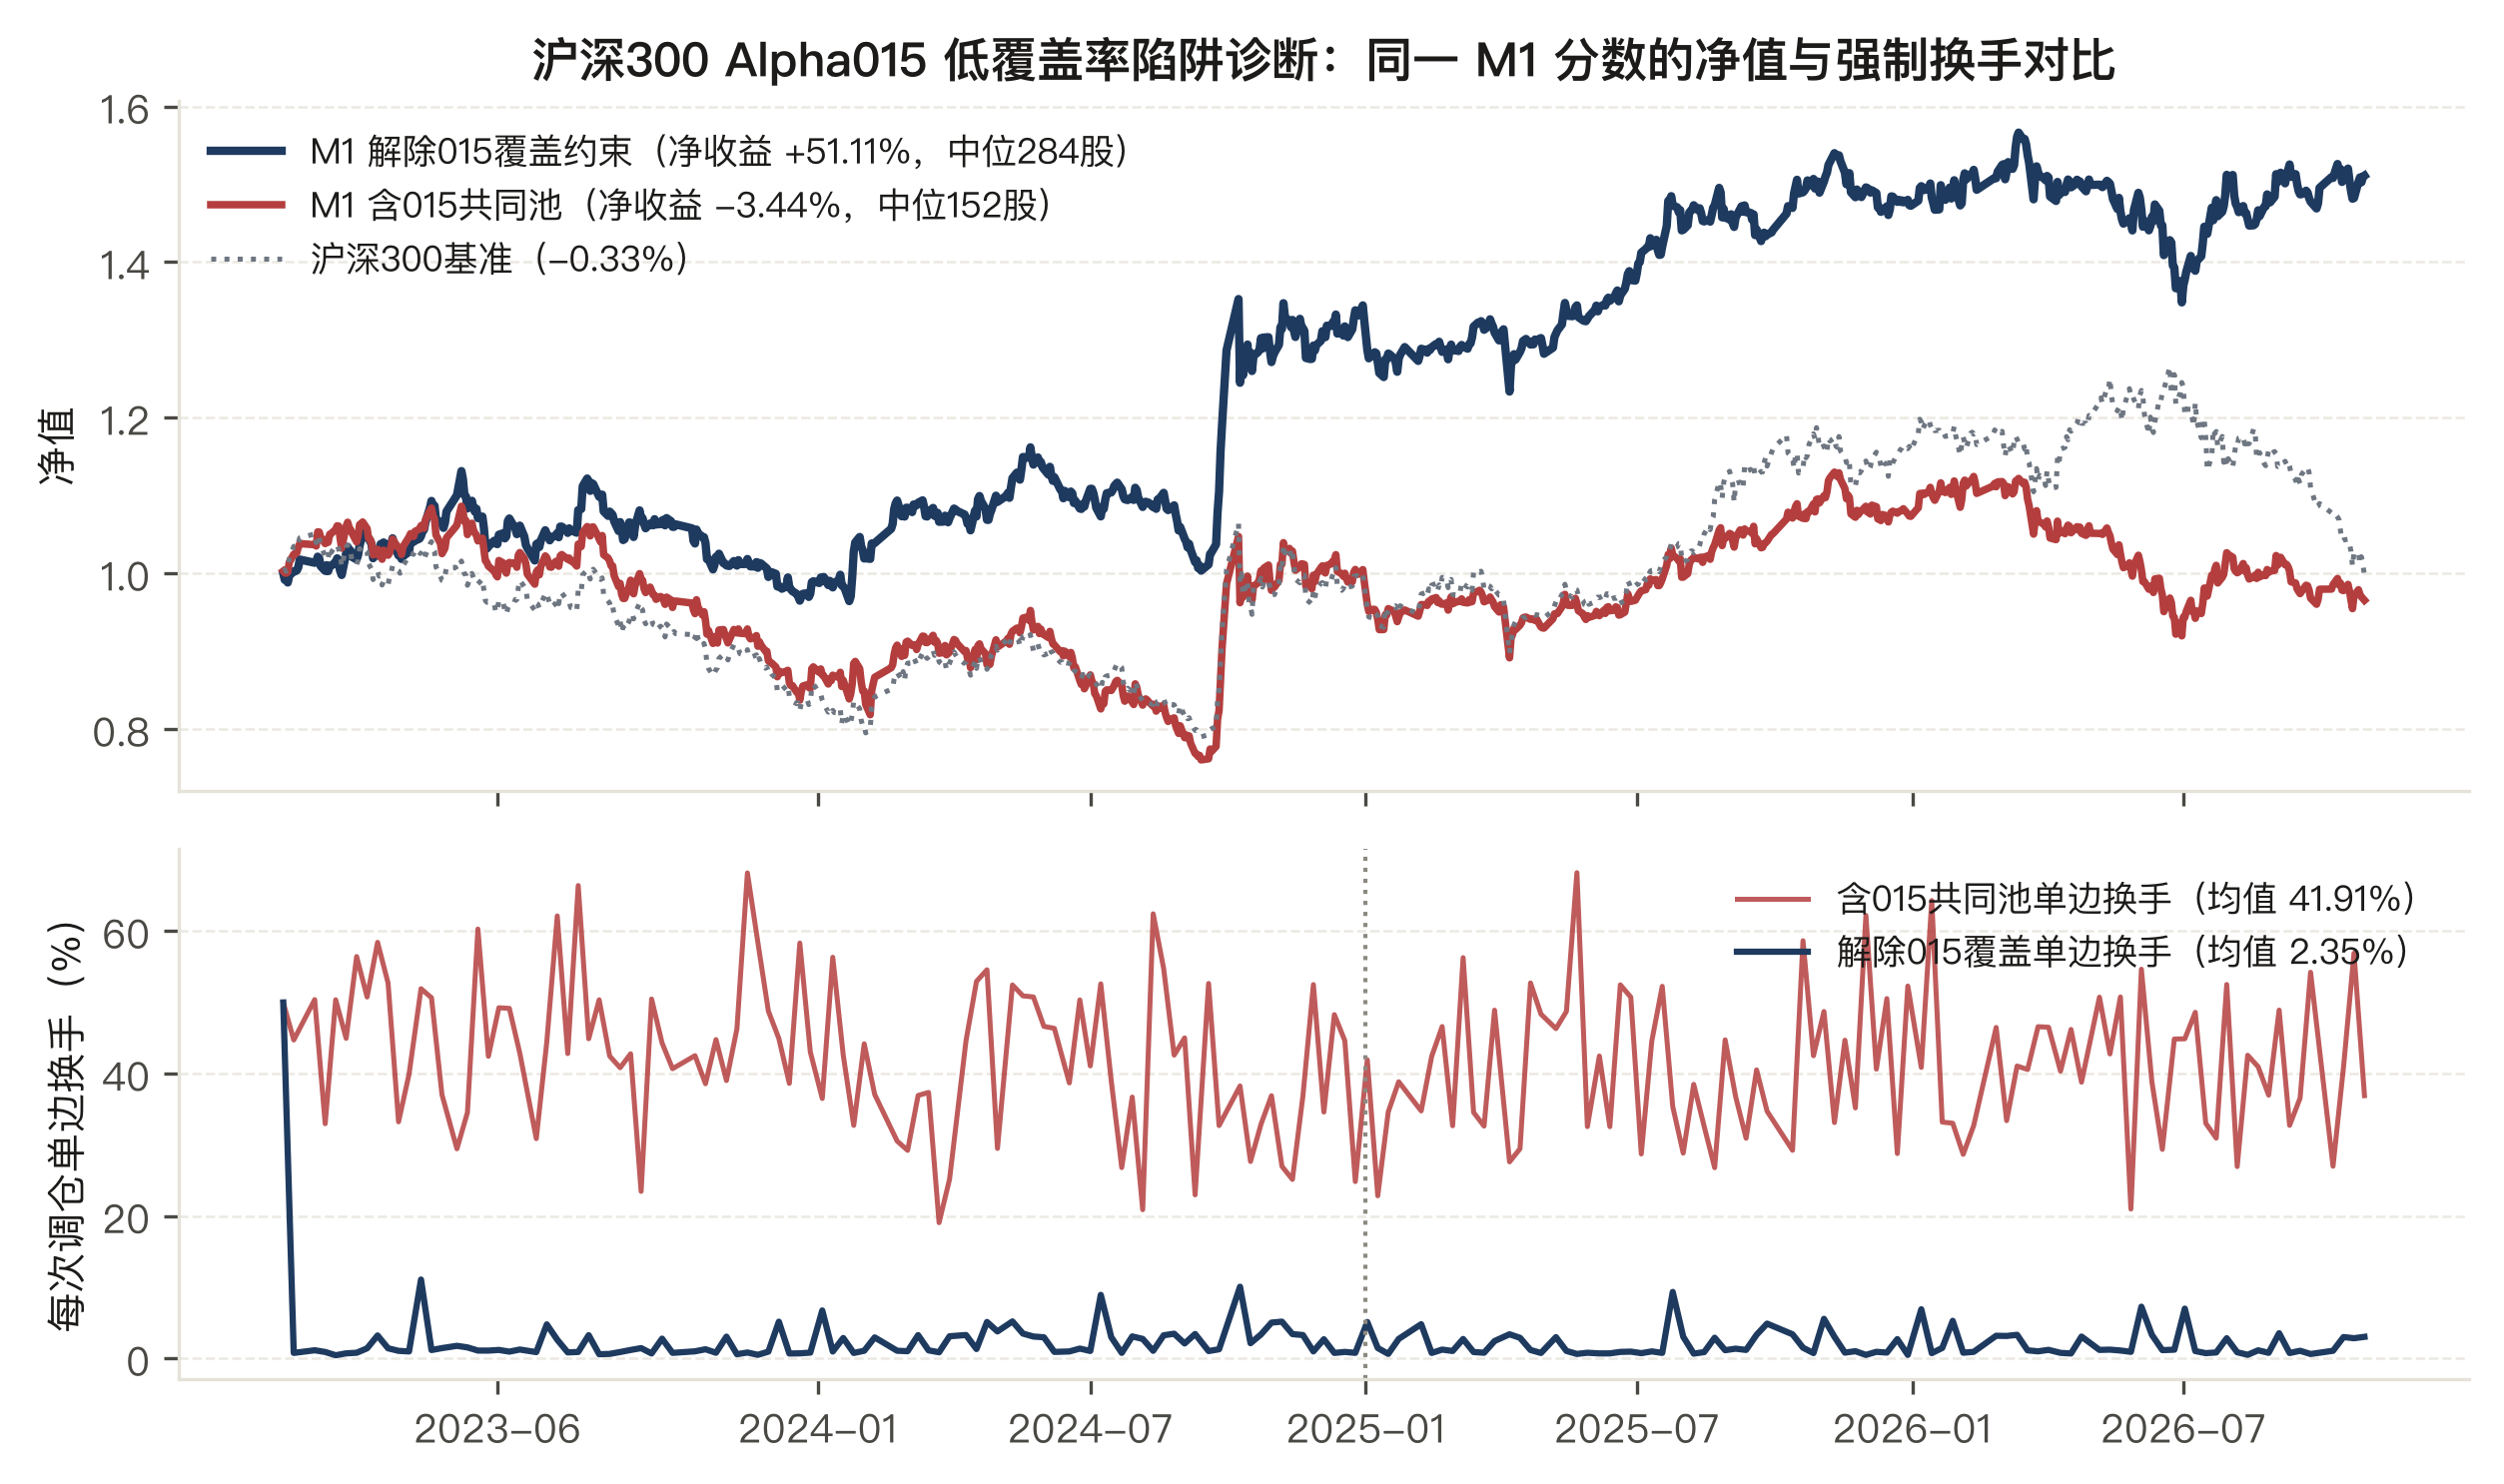 沪深300 Alpha015 低覆盖率陷阱诊断：同一 M1 分数的净值与强制换手对比
1.6
1.4
1.2
1.0
0.8
净值
M1 解除015覆盖约束（净收益 +51.11%，中位284股）
M1 含015共同池（净收益 −3.44%，中位152股）
沪深300基准（−0.33%）
60
40
20
0
每次调仓单边换手（%）
含015共同池单边换手（均值 41.91%）
解除015覆盖单边换手（均值 2.35%）
2023−06
2024−01
2024−07
2025−01
2025−07
2026−01
2026−07